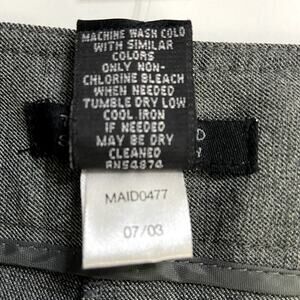 MACHINE WASH COLD
WITH SIMILAR
COLORS
ONLY NON-
CHLORINE BLEACH
WHEN NEEDED
TUMBLE DRY LOW
COOL IRON
IF NEEDED
MAY BE DRY
CLEANED
RN54874
MAID0477
07/03